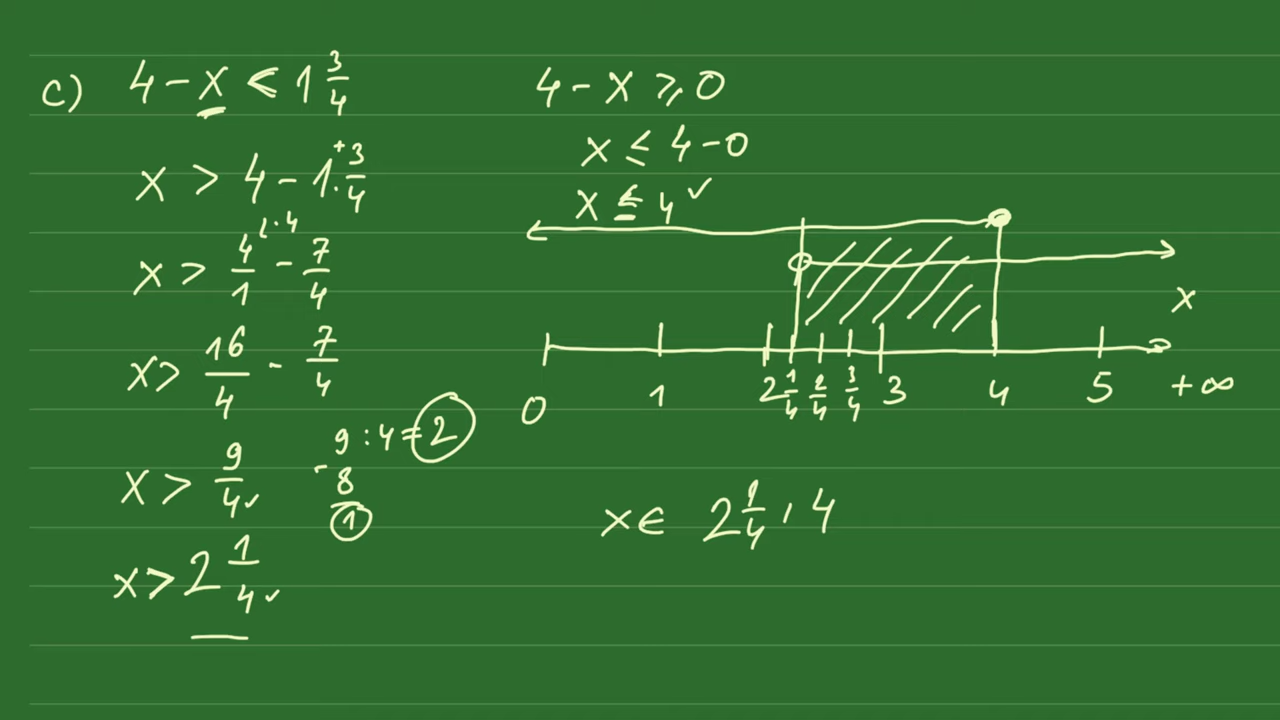 c) 4 - x < 1 3/4
x > 4 - 1 3/4
x > 4/1 - 7/4
x > 16/4 - 7/4
x > 9/4 ✓
9 : 4 = 2
- 8
1
x > 2 1/4 ✓
4 - x ⩾ 0
x ≤ 4 - 0
x ≤ 4 ✓
x
0 1 2 1/4 2/4 3/4 3 4 5 + ∞
x ∈ 2 1/4 , 4